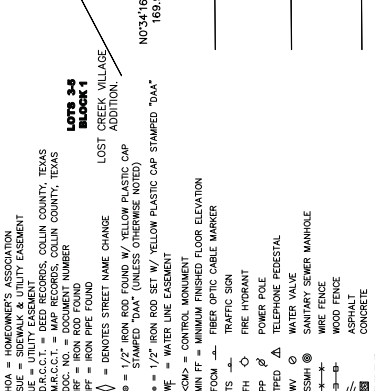 HOA = HOMEOWNER'S ASSOCIATION
SUE = SIDEWALK & UTILITY EASEMENT
UE = UTILITY EASEMENT
D.R.C.C.T. = DEED RECORDS, COLLIN COUNTY, TEXAS
M.R.C.C.T. = MAP RECORDS, COLLIN COUNTY, TEXAS
DOC. NO. = DOCUMENT NUMBER
IRF = IRON ROD FOUND
IPF = IRON PIPE FOUND
= DENOTES STREET NAME CHANGE
= 1/2" IRON ROD FOUND W/ YELLOW PLASTIC CAP
STAMPED "DAA" (UNLESS OTHERWISE NOTED)
= 1/2" IRON ROD SET W/ YELLOW PLASTIC CAP STAMPED "DAA"
WE = WATER LINE EASEMENT
<CM> = CONTROL MONUMENT
MIN FF = MINIMUM FINISHED FLOOR ELEVATION
FOCM FIBER OPTIC CABLE MARKER
TS TRAFFIC SIGN
FH FIRE HYDRANT
PP POWER POLE
TPED TELEPHONE PEDESTAL
WV WATER VALVE
SSMH SANITARY SEWER MANHOLE
WIRE FENCE
WOOD FENCE
ASPHALT
CONCRETE
LOTS 3-5
BLOCK 1
LOST CREEK VILLAGE
ADDITION.
N0°34'16
169.